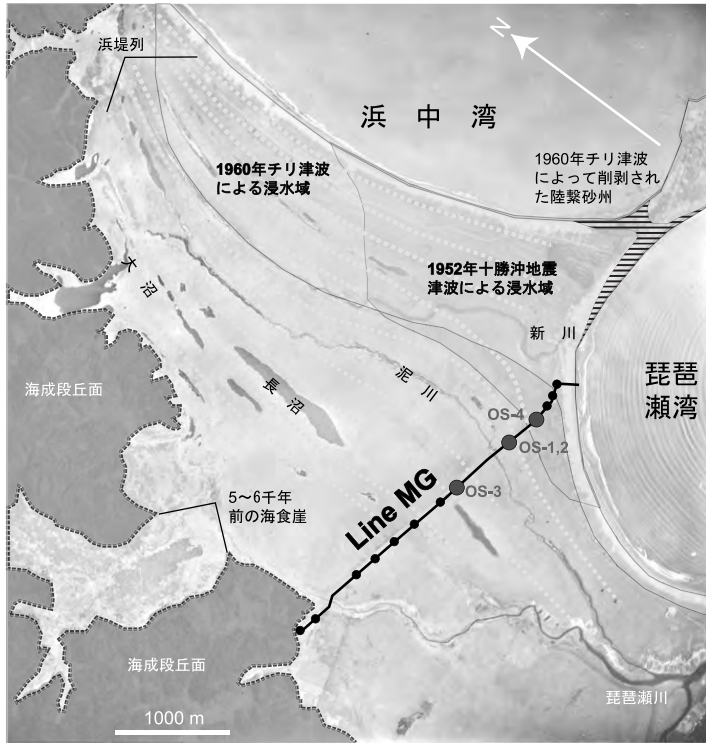 浜堤列
N
浜中湾
1960年チリ津波
による浸水域
1960年チリ津波
によって削剥され
た陸繋砂州
1952年十勝沖地震
津波による浸水域
大沼
新川
琵琶
瀬湾
長沼
泥川
海成段丘面
OS-4
OS-1,2
OS-3
Line MG
5～6千年
前の海食崖
海成段丘面
琵琶瀬川
1000 m